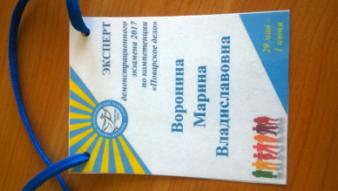 ЭКСПЕРТ
демонстрационного
экзамена 2017
по компетенции
«Поварское дело»
Воронина
Марина
Владиславовна
29 мая –
1 июня